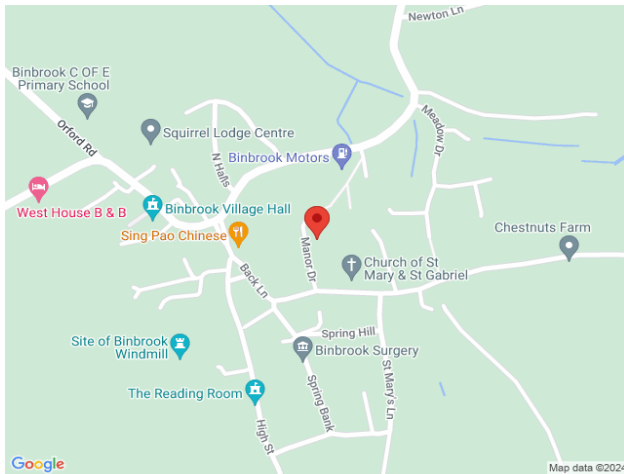 Newton Ln
Binbrook C OF E
Primary School
Orford Rd
Squirrel Lodge Centre
Meadow Dr
N Halls
Binbrook Motors
West House B & B
Binbrook Village Hall
Sing Pao Chinese
Manor Dr
Chestnuts Farm
Church of St
Mary & St Gabriel
Back Ln
Spring Hill
Site of Binbrook
Windmill
Binbrook Surgery
St Mary's Ln
The Reading Room
Spring Bank
High St
Google
Map data ©2024